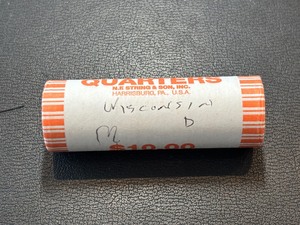 QUARTERS
N.F. STRING & SON, INC.
HARRISBURG, PA., U.S.A.
WISCONSIN
D
M
$10.00